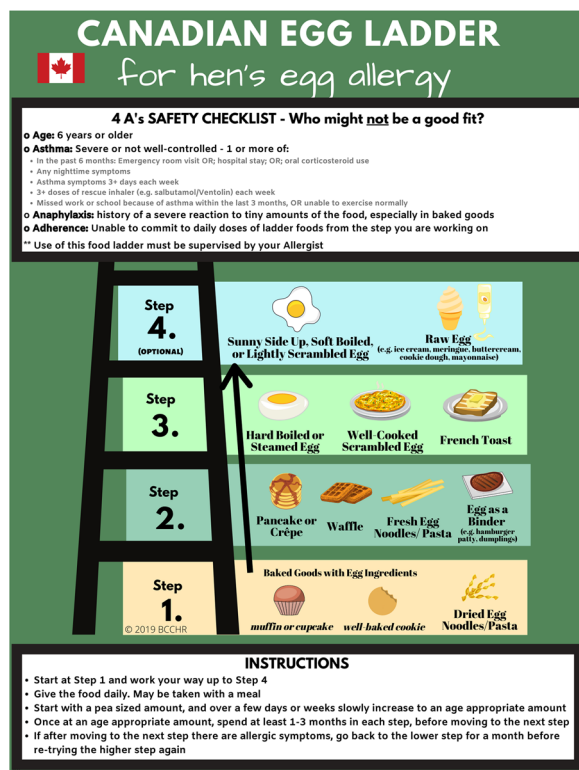 CANADIAN EGG LADDER
for hen's egg allergy
4 A's SAFETY CHECKLIST - Who might not be a good fit?
o Age: 6 years or older
o Asthma: Severe or not well-controlled - 1 or more of:
• In the past 6 months: Emergency room visit OR; hospital stay; OR; oral corticosteroid use
• Any nighttime symptoms
• Asthma symptoms 3+ days each week
• 3+ doses of rescue inhaler (e.g. salbutamol/Ventolin) each week
• Missed work or school because of asthma within the last 3 months, OR unable to exercise normally
o Anaphylaxis: history of a severe reaction to tiny amounts of the food, especially in baked goods
o Adherence: Unable to commit to daily doses of ladder foods from the step you are working on
** Use of this food ladder must be supervised by your Allergist
Step
4.
(OPTIONAL)
Sunny Side Up, Soft Boiled,
or Lightly Scrambled Egg
Raw Egg
(e.g. ice cream, meringue, buttercream,
cookie dough, mayonnaise)
Step
3.
Hard Boiled or
Steamed Egg
Well-Cooked
Scrambled Egg
French Toast
Step
2.
Pancake or
Crêpe
Waffle
Fresh Egg
Noodles/ Pasta
Egg as a
Binder
(e.g. hamburger
patty, dumplings)
Step
1.
© 2019 BCCHR
Baked Goods with Egg Ingredients
muffin or cupcake
well-baked cookie
Dried Egg
Noodles/Pasta
INSTRUCTIONS
• Start at Step 1 and work your way up to Step 4
• Give the food daily. May be taken with a meal
• Start with a pea sized amount, and over a few days or weeks slowly increase to an age appropriate amount
• Once at an age appropriate amount, spend at least 1-3 months in each step, before moving to the next step
• If after moving to the next step there are allergic symptoms, go back to the lower step for a month before
re-trying the higher step again